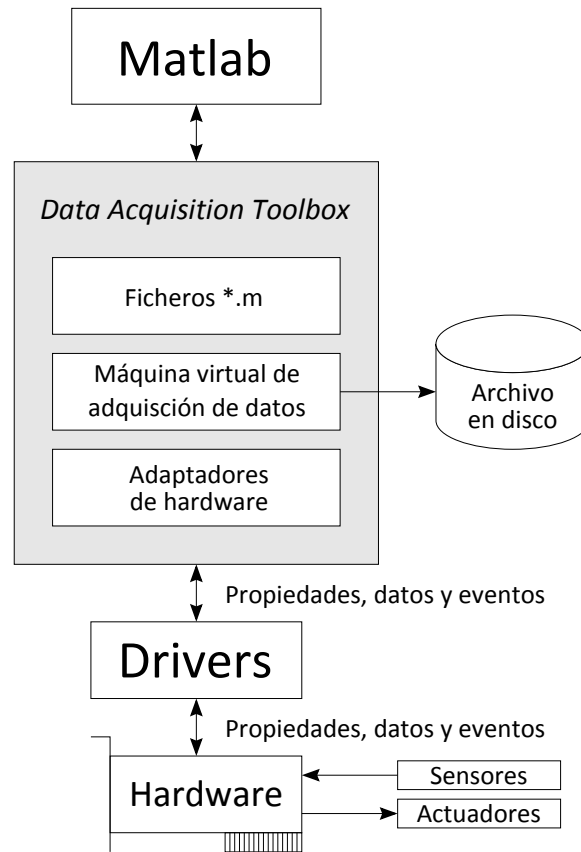 Matlab
Data Acquisition Toolbox
Ficheros *.m
Máquina virtual de
adquisción de datos
Archivo
en disco
Adaptadores
de hardware
Propiedades, datos y eventos
Drivers
Propiedades, datos y eventos
Hardware
Sensores
Actuadores